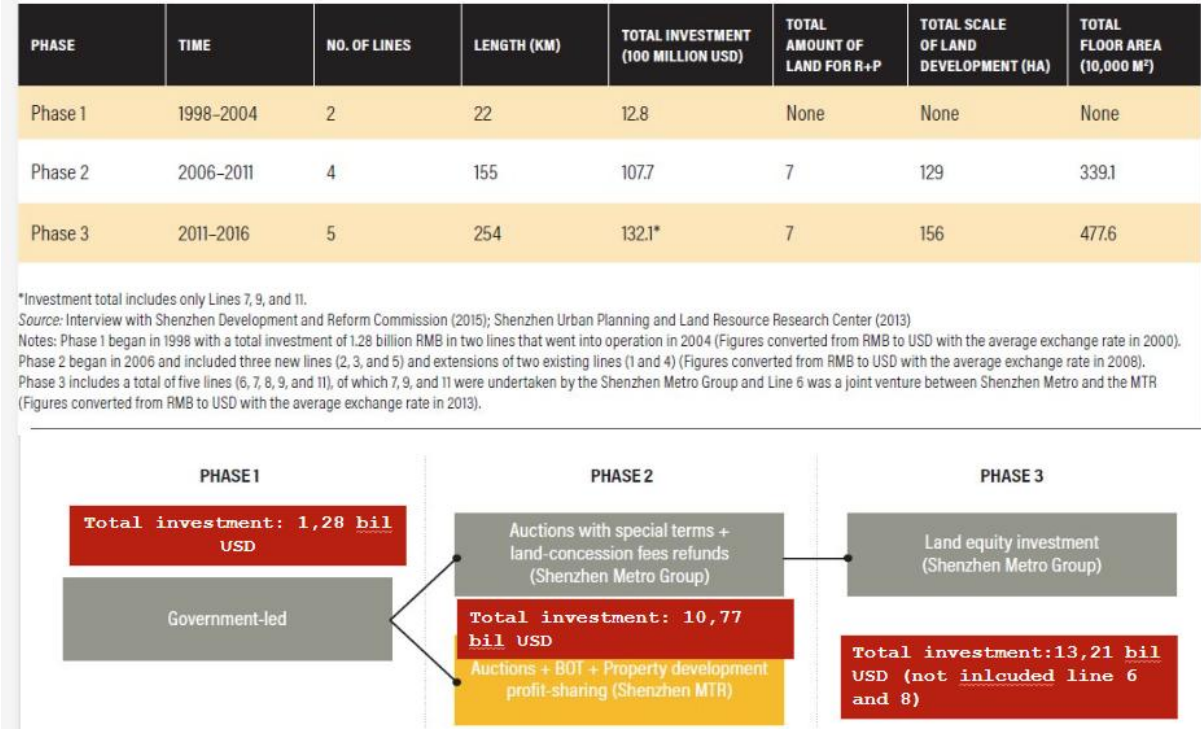 PHASE TIME NO. OF LINES LENGTH (KM) TOTAL INVESTMENT (100 MILLION USD) TOTAL AMOUNT OF LAND FOR R+P TOTAL SCALE OF LAND DEVELOPMENT (HA) TOTAL FLOOR AREA (10,000 M²)
Phase 1 1998–2004 2 22 12.8 None None None
Phase 2 2006–2011 4 155 107.7 7 129 339.1
Phase 3 2011–2016 5 254 132.1* 7 156 477.6
*Investment total includes only Lines 7, 9, and 11.
Source: Interview with Shenzhen Development and Reform Commission (2015); Shenzhen Urban Planning and Land Resource Research Center (2013)
Notes: Phase 1 began in 1998 with a total investment of 1.28 billion RMB in two lines that went into operation in 2004 (Figures converted from RMB to USD with the average exchange rate in 2000).
Phase 2 began in 2006 and included three new lines (2, 3, and 5) and extensions of two existing lines (1 and 4) (Figures converted from RMB to USD with the average exchange rate in 2008).
Phase 3 includes a total of five lines (6, 7, 8, 9, and 11), of which 7, 9, and 11 were undertaken by the Shenzhen Metro Group and Line 6 was a joint venture between Shenzhen Metro and the MTR
(Figures converted from RMB to USD with the average exchange rate in 2013).
PHASE 1
Total investment: 1,28 bil
USD
Government-led
PHASE 2
Auctions with special terms +
land-concession fees refunds
(Shenzhen Metro Group)
Total investment: 10,77
bil USD
Auctions + BOT + Property development
profit-sharing (Shenzhen MTR)
PHASE 3
Land equity investment
(Shenzhen Metro Group)
Total investment:13,21 bil
USD (not inlcuded line 6
and 8)